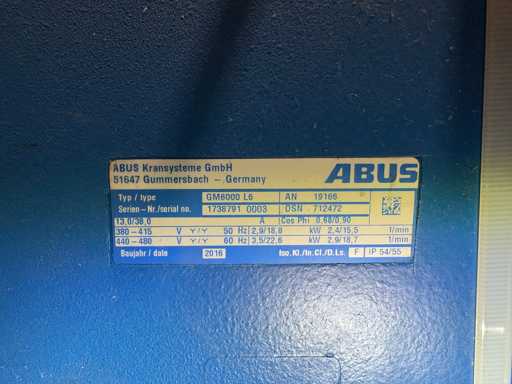 ABUS Kransysteme GmbH
51647 Gummersbach – Germany
ABUS
Typ / type GM6000 L6 AN 19166
Serien - Nr./serial no. 1738791 0003 DSN 712472
13,0/38,0 A Cos Phi 0,68/0,90
380-415 V Y/Y 50 Hz 2,9/18,8 kW 2,4/15,5 1/min
440-480 V Y/Y 60 Hz 3,5/22,6 kW 2,9/18,7 1/min
Baujahr / date 2016 Iso.Kl./In.Cl./D.Ls. F IP 54/55